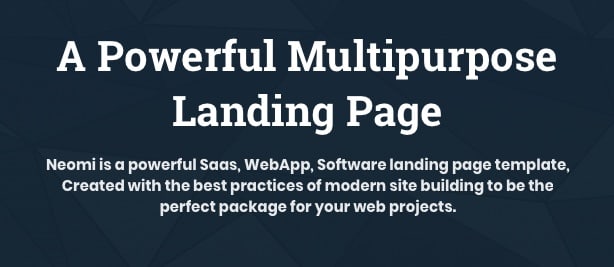 A Powerful Multipurpose
Landing Page
Neomi is a powerful Saas, WebApp, Software landing page template,
Created with the best practices of modern site building to be the
perfect package for your web projects.